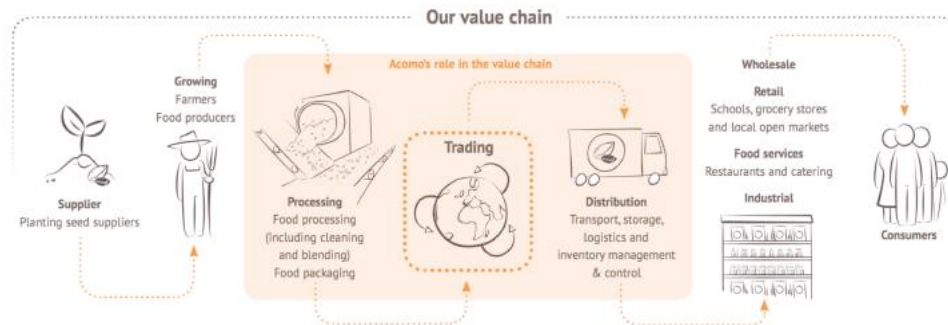 Our value chain
Supplier
Planting seed suppliers
Growing
Farmers
Food producers
Acomo's role in the value chain
Processing
Food processing
(including cleaning
and blending)
Food packaging
Trading
Distribution
Transport, storage,
logistics and
inventory management
& control
Wholesale
Retail
Schools, grocery stores
and local open markets
Food services
Restaurants and catering
Industrial
Consumers